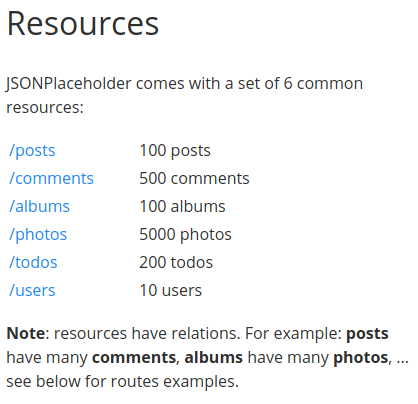 Resources
JSONPlaceholder comes with a set of 6 common
resources:
/posts 100 posts
/comments 500 comments
/albums 100 albums
/photos 5000 photos
/todos 200 todos
/users 10 users
Note: resources have relations. For example: posts
have many comments, albums have many photos, ...
see below for routes examples.